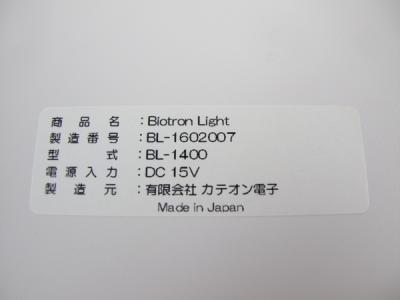 商品名 : Biotron Light
製造番号 : BL-1602007
型式 : BL-1400
電源入力 : DC 15V
製造元 : 有限会社 カテオン電子
Made in Japan